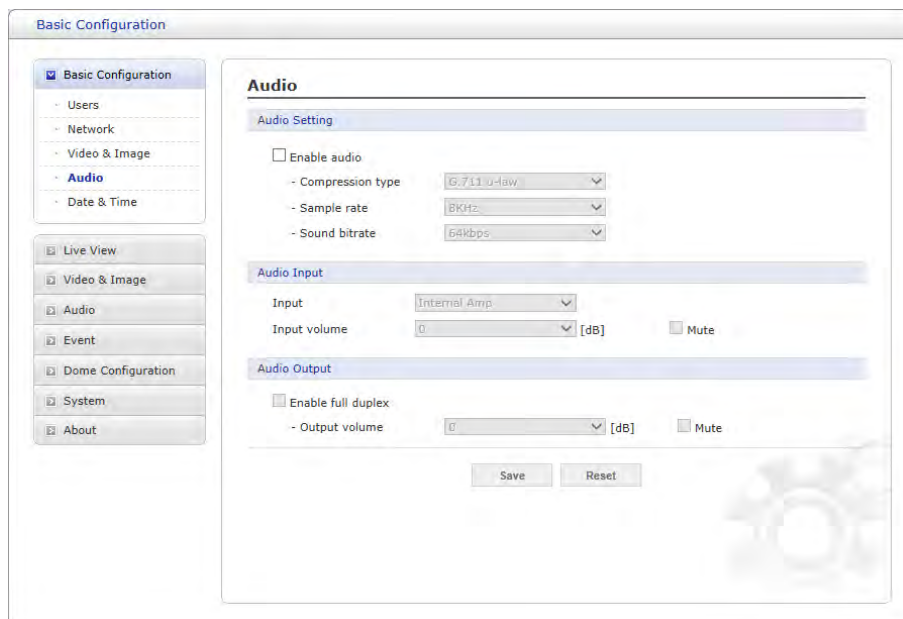 Basic Configuration
Basic Configuration
· Users
· Network
· Video & Image
· Audio
· Date & Time
Live View
Video & Image
Audio
Event
Dome Configuration
System
About
Audio
Audio Setting
Enable audio
- Compression type G.711 u-law
- Sample rate 8KHz
- Sound bitrate 64kbps
Audio Input
Input Internal Amp
Input volume 0 [dB] Mute
Audio Output
Enable full duplex
- Output volume 0 [dB] Mute
Save Reset